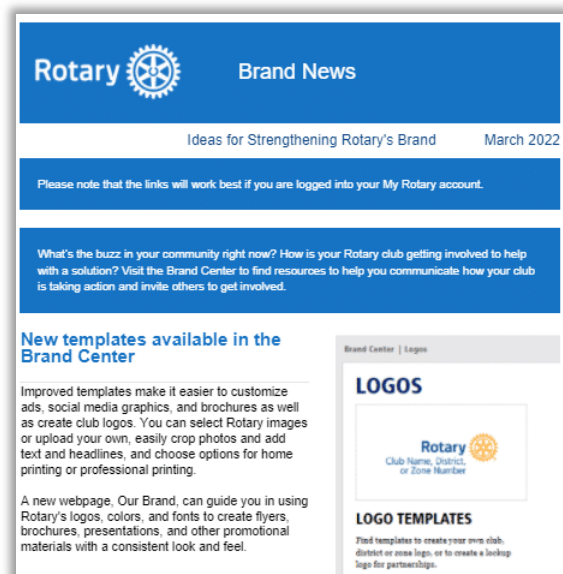 Rotary
Brand News
Ideas for Strengthening Rotary's Brand
March 2022
Please note that the links will work best if you are logged into your My Rotary account.
What's the buzz in your community right now? How is your Rotary club getting involved to help
with a solution? Visit the Brand Center to find resources to help you communicate how your club
is taking action and invite others to get involved.
New templates available in the
Brand Center
Improved templates make it easier to customize
ads, social media graphics, and brochures as well
as create club logos. You can select Rotary images
or upload your own, easily crop photos and add
text and headlines, and choose options for home
printing or professional printing.
A new webpage, Our Brand, can guide you in using
Rotary's logos, colors, and fonts to create flyers,
brochures, presentations, and other promotional
materials with a consistent look and feel.
Brand Center | Logos
LOGOS
Rotary
Club Name, District,
or Zone Number
LOGO TEMPLATES
Find templates to create your own club,
district or zone logo, or to create a lockup
logo for partnerships.